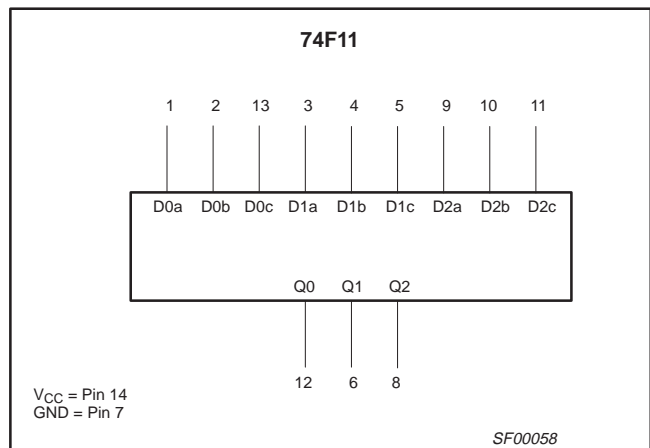 74F11
1 2 13 3 4 5 9 10 11
D0a D0b D0c D1a D1b D1c D2a D2b D2c
Q0 Q1 Q2
12 6 8
VCC = Pin 14
GND = Pin 7
SF00058